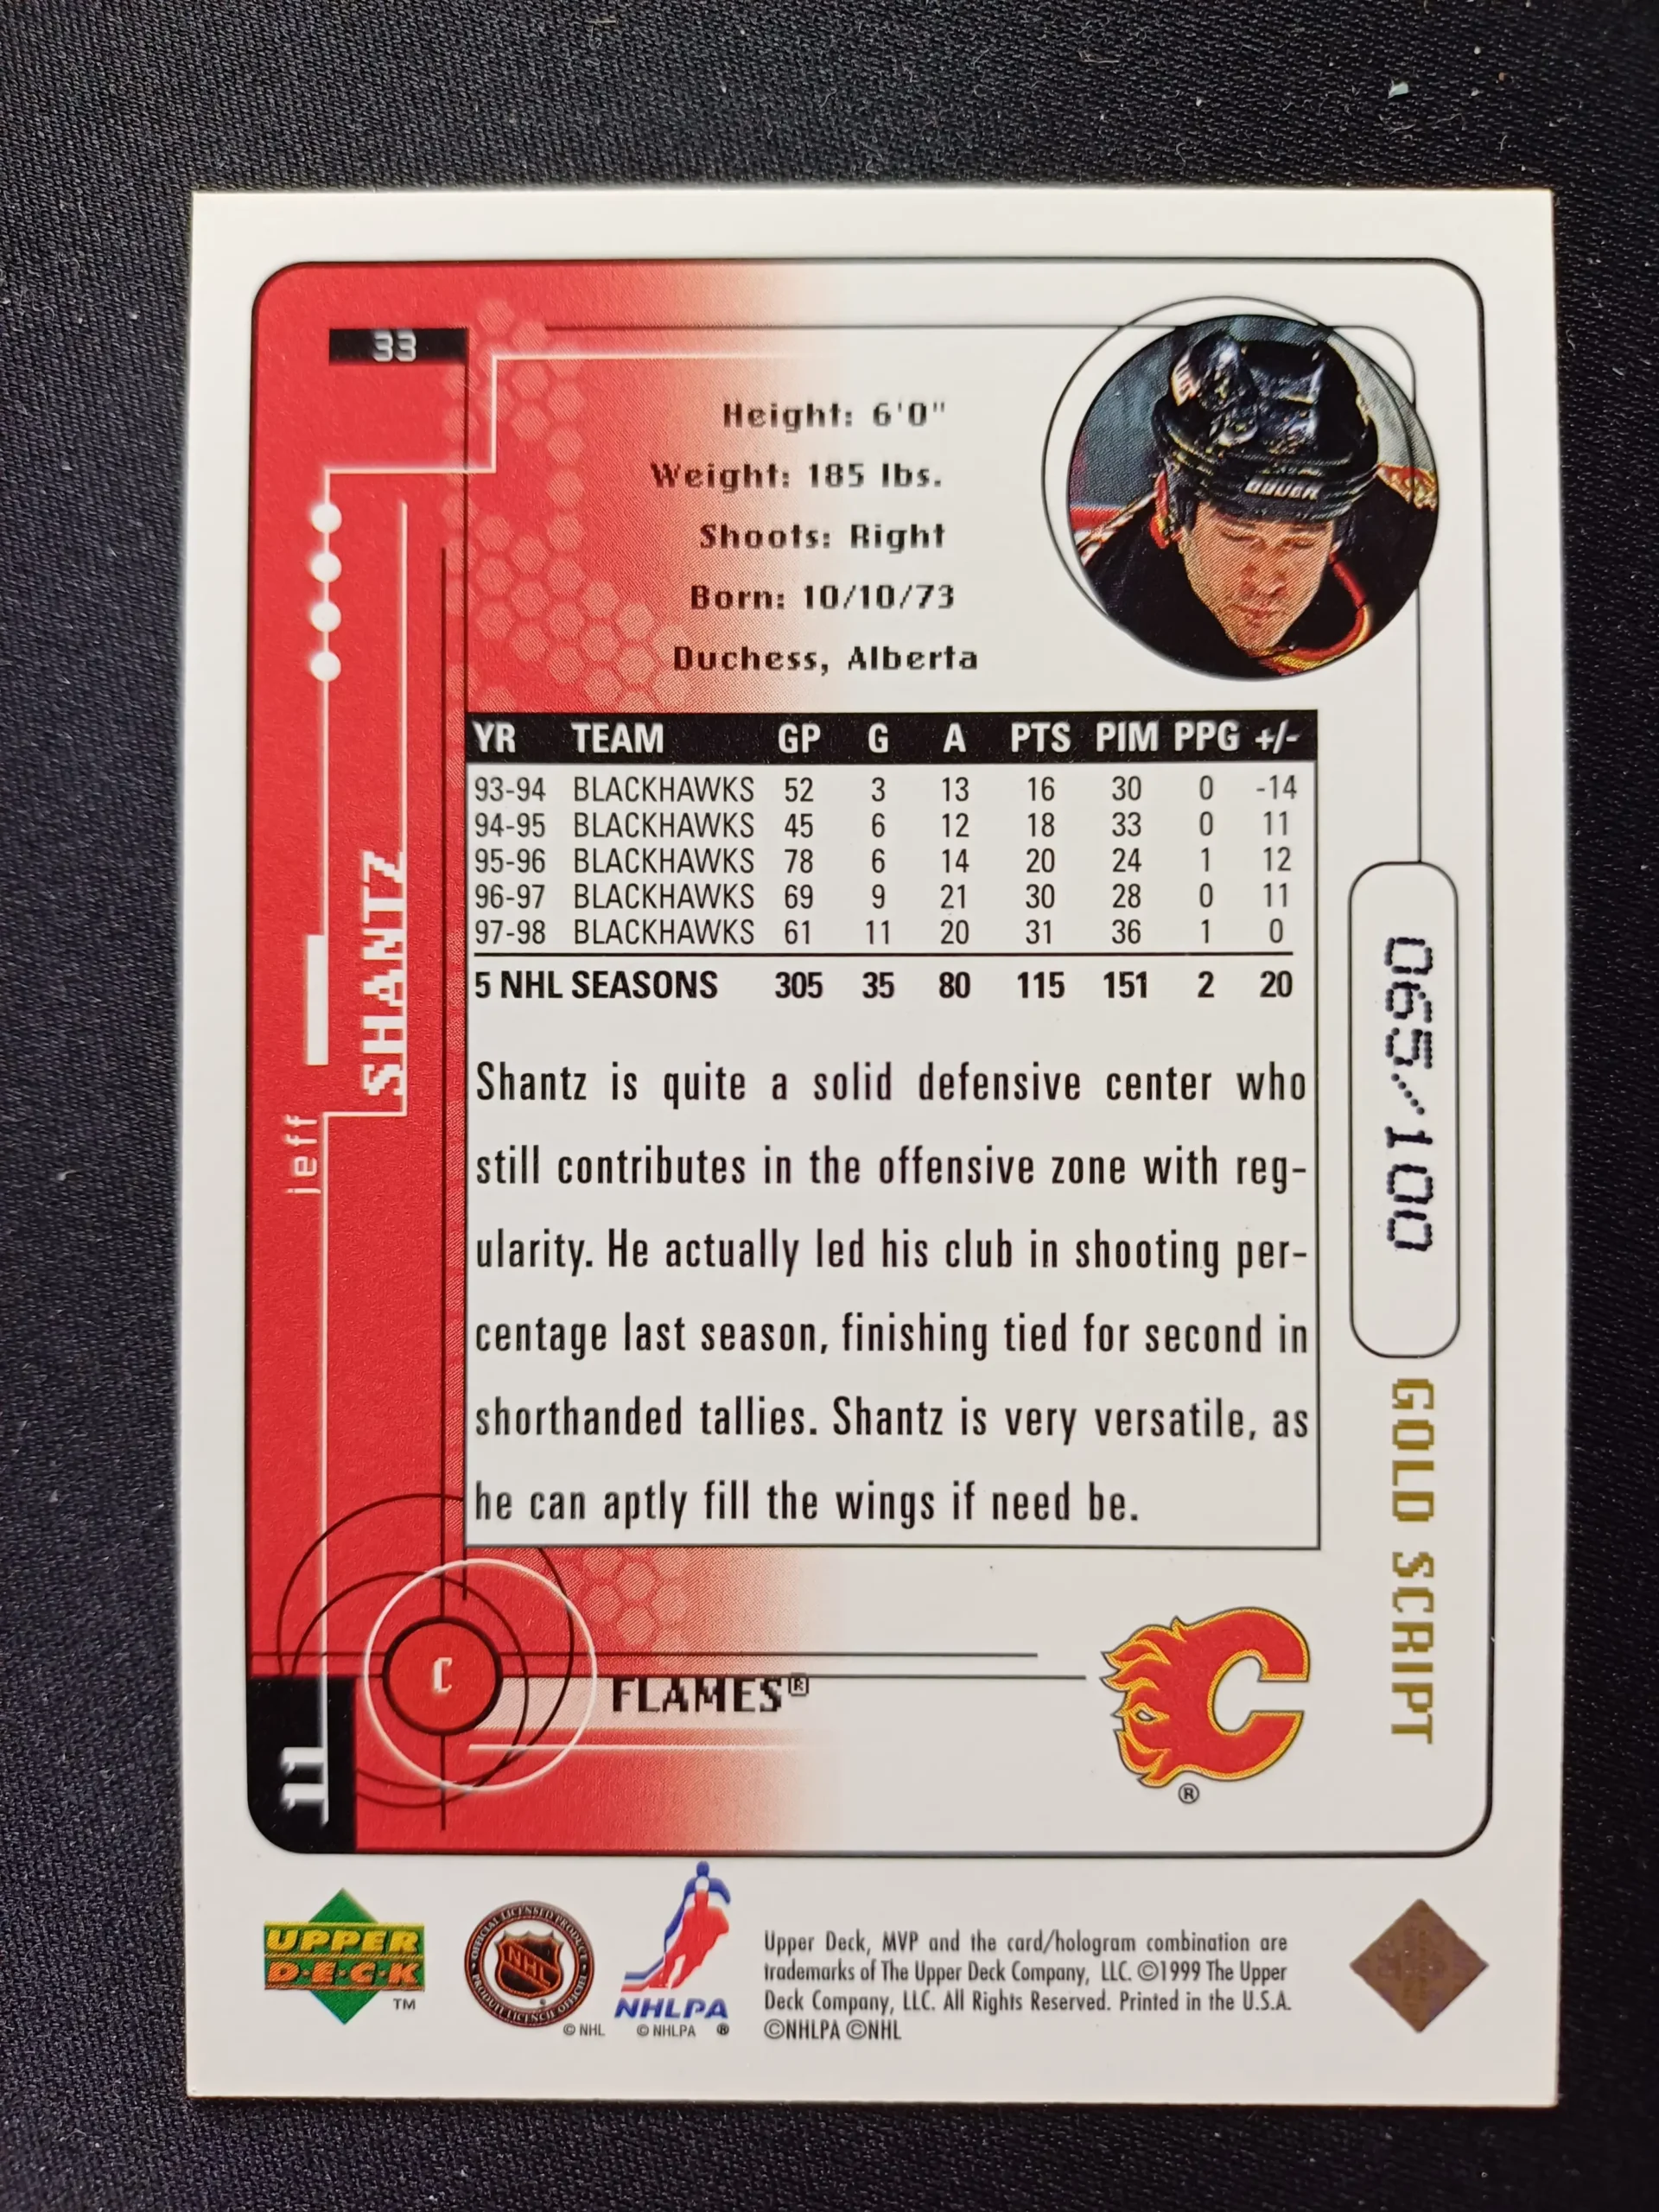 33
Height: 6'0"
Weight: 185 lbs.
Shoots: Right
Born: 10/10/73
Duchess, Alberta
BAUER
jeff
SHANTZ
YR TEAM GP G A PTS PIM PPG +/-
93-94 BLACKHAWKS 52 3 13 16 30 0 -14
94-95 BLACKHAWKS 45 6 12 18 33 0 11
95-96 BLACKHAWKS 78 6 14 20 24 1 12
96-97 BLACKHAWKS 69 9 21 30 28 0 11
97-98 BLACKHAWKS 61 11 20 31 36 1 0
5 NHL SEASONS 305 35 80 115 151 2 20
Shantz is quite a solid defensive center who
still contributes in the offensive zone with reg-
ularity. He actually led his club in shooting per-
centage last season, finishing tied for second in
shorthanded tallies. Shantz is very versatile, as
he can aptly fill the wings if need be.
065/100
GOLD SCRIPT
C
FLAMES®
®
11
UPPER
D·E·C·K
TM
OFFICIAL LICENSED PRODUCT
NHL
PRODUIT LICENCIÉ OFFICIEL
© NHL
NHLPA
© NHLPA ®
Upper Deck, MVP and the card/hologram combination are
trademarks of The Upper Deck Company, LLC. ©1999 The Upper
Deck Company, LLC. All Rights Reserved. Printed in the U.S.A.
©NHLPA ©NHL